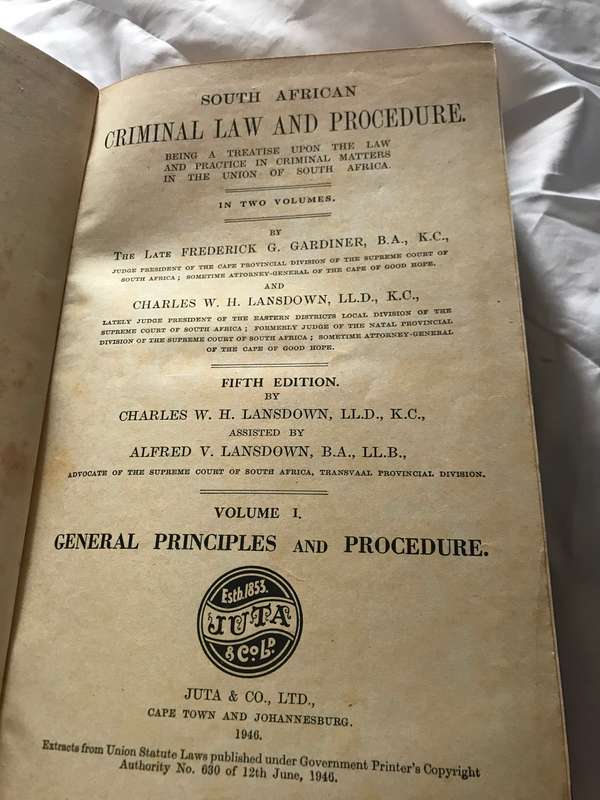 SOUTH AFRICAN
CRIMINAL LAW AND PROCEDURE.
BEING A TREATISE UPON THE LAW
AND PRACTICE IN CRIMINAL MATTERS
IN THE UNION OF SOUTH AFRICA.
IN TWO VOLUMES.
BY
THE LATE FREDERICK G. GARDINER, B.A., K.C.,
JUDGE PRESIDENT OF THE CAPE PROVINCIAL DIVISION OF THE SUPREME COURT OF
SOUTH AFRICA; SOMETIME ATTORNEY-GENERAL OF THE CAPE OF GOOD HOPE,
AND
CHARLES W. H. LANSDOWN, LL.D., K.C.,
LATELY JUDGE PRESIDENT OF THE EASTERN DISTRICTS LOCAL DIVISION OF THE
SUPREME COURT OF SOUTH AFRICA; FORMERLY JUDGE OF THE NATAL PROVINCIAL
DIVISION OF THE SUPREME COURT OF SOUTH AFRICA; SOMETIME ATTORNEY-GENERAL
OF THE CAPE OF GOOD HOPE.
FIFTH EDITION.
BY
CHARLES W. H. LANSDOWN, LL.D., K.C.,
ASSISTED BY
ALFRED V. LANSDOWN, B.A., LL.B.,
ADVOCATE OF THE SUPREME COURT OF SOUTH AFRICA, TRANSVAAL PROVINCIAL DIVISION.
VOLUME I.
GENERAL PRINCIPLES AND PROCEDURE.
Estb. 1853.
JUTA
& Co. LD.
JUTA & CO., LTD.,
CAPE TOWN AND JOHANNESBURG.
1946.
Extracts from Union Statute Laws published under Government Printer's Copyright
Authority No. 630 of 12th June, 1946.